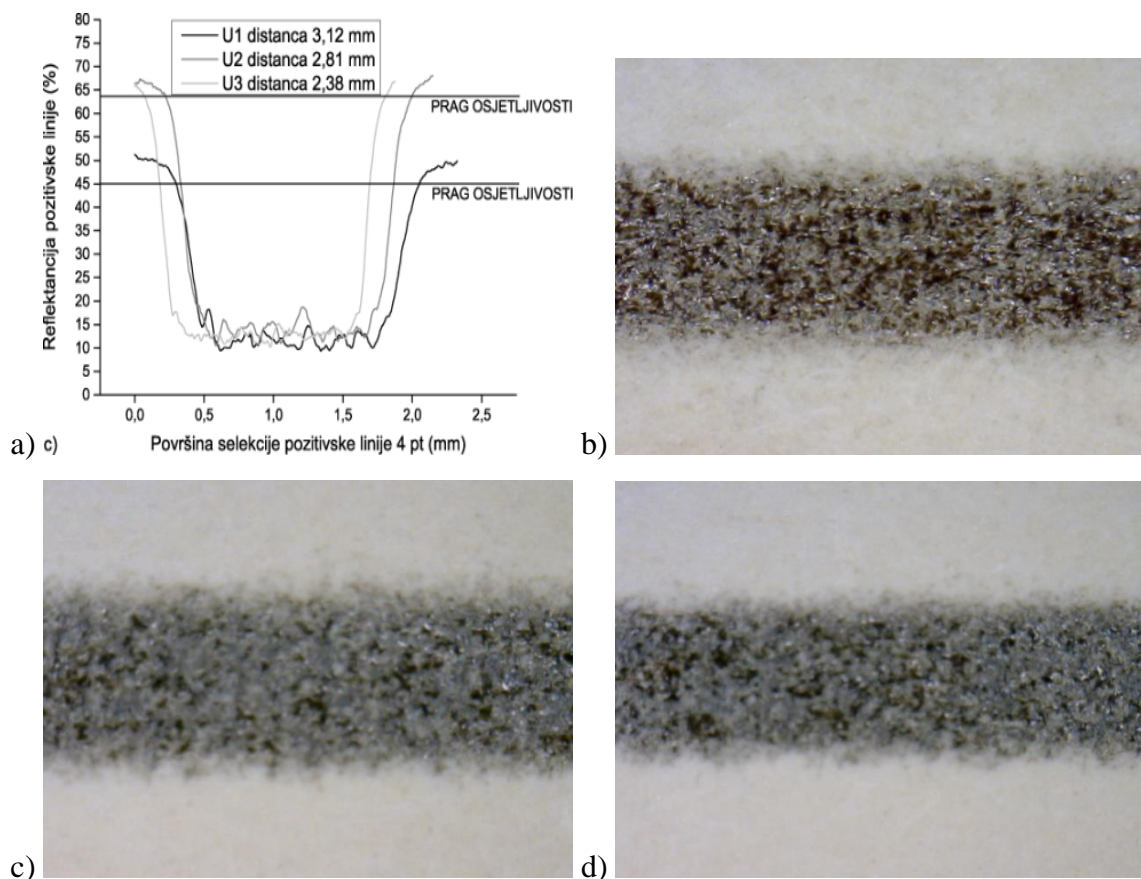 80
75
70
65
60
55
50
45
40
35
30
25
20
15
10
5
0
Reflektancija pozitivske linije (%)
U1 distanca 3,12 mm
U2 distanca 2,81 mm
U3 distanca 2,38 mm
PRAG OSJETLJIVOSTI
PRAG OSJETLJIVOSTI
0,0 0,5 1,0 1,5 2,0 2,5
Površina selekcije pozitivske linije 4 pt (mm)
a) c)
b)
c)
d)